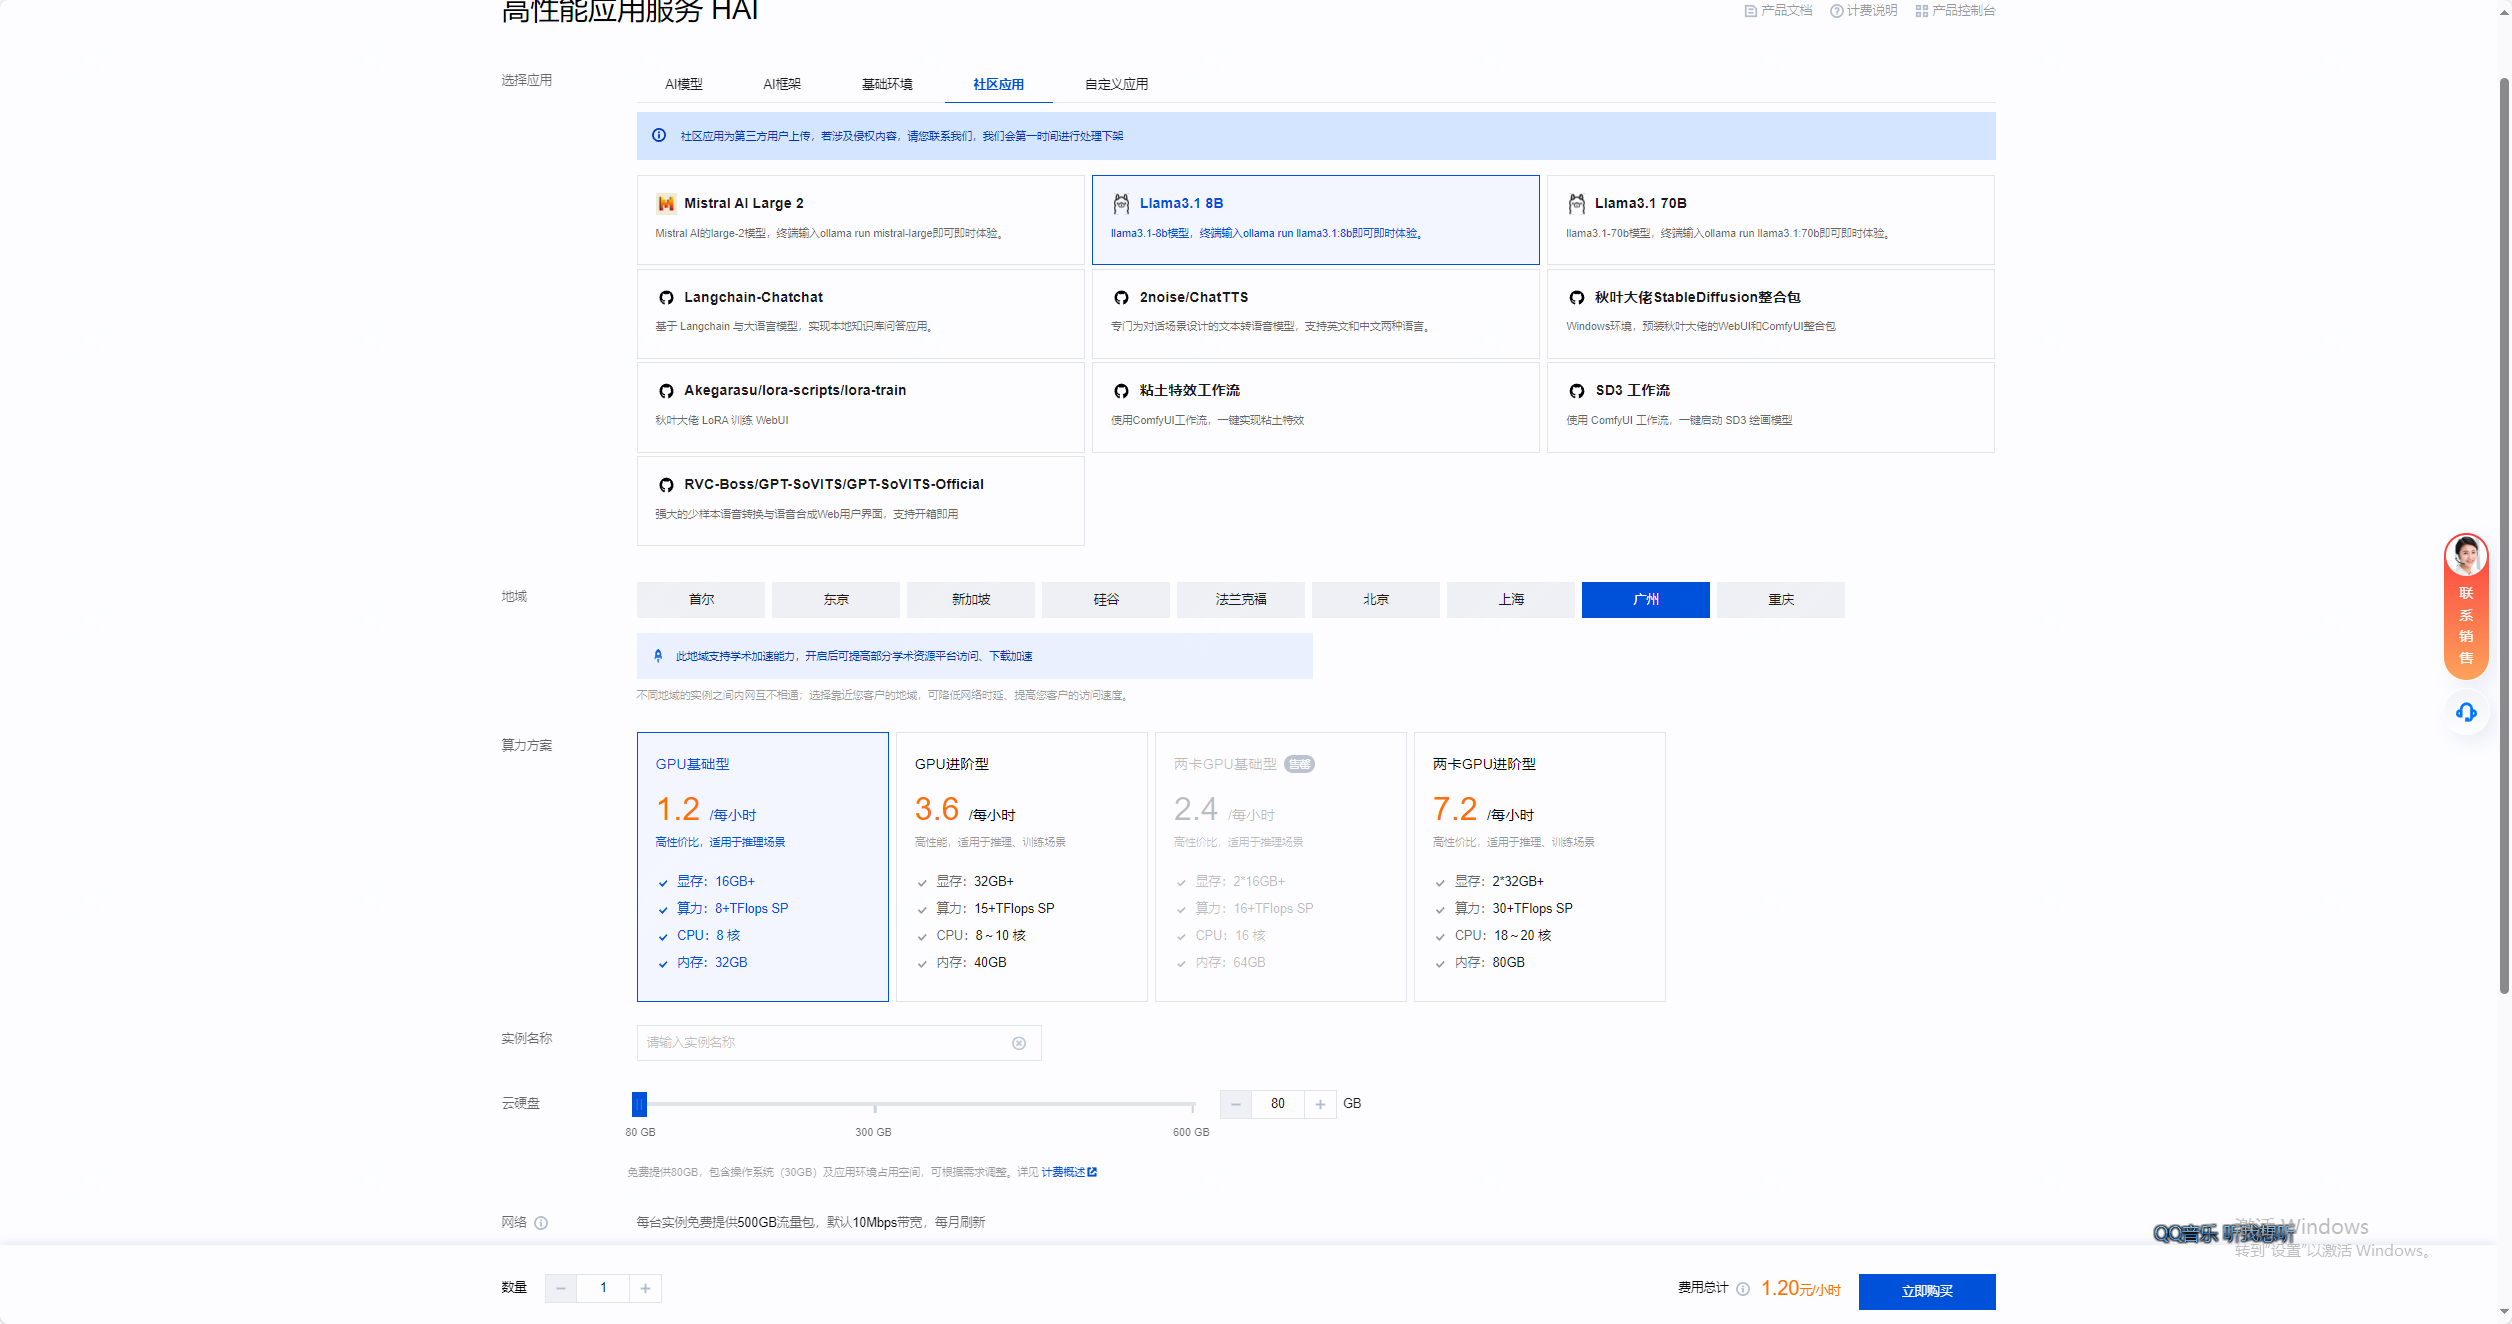 高性能应用服务 HAI
产品文档 计费说明 产品控制台
选择应用
AI模型 AI框架 基础环境 社区应用 自定义应用
社区应用为第三方用户上传，若涉及侵权内容，请您联系我们，我们会第一时间进行处理下架
Mistral AI Large 2
Mistral AI的large-2模型，终端输入ollama run mistral-large即可即时体验。
Llama3.1 8B
llama3.1-8b模型，终端输入ollama run llama3.1:8b即可即时体验。
Llama3.1 70B
llama3.1-70b模型，终端输入ollama run llama3.1:70b即可即时体验。
Langchain-Chatchat
基于 Langchain 与大语言模型，实现本地知识库问答应用。
2noise/ChatTTS
专门为对话场景设计的文本转语音模型，支持英文和中文两种语言。
秋叶大佬StableDiffusion整合包
Windows环境，预装秋叶大佬的WebUI和ComfyUI整合包
Akegarasu/lora-scripts/lora-train
秋叶大佬 LoRA 训练 WebUI
粘土特效工作流
使用ComfyUI工作流，一键实现粘土特效
SD3 工作流
使用 ComfyUI 工作流，一键启动 SD3 绘画模型
RVC-Boss/GPT-SoVITS/GPT-SoVITS-Official
强大的少样本语音转换与语音合成Web用户界面，支持开箱即用
地域
首尔 东京 新加坡 硅谷 法兰克福 北京 上海 广州 重庆
此地域支持学术加速能力，开启后可提高部分学术资源平台访问、下载加速
不同地域的实例之间内网互不相通；选择靠近您客户的地域，可降低网络时延、提高您客户的访问速度。
算力方案
GPU基础型
1.2 /每小时
高性价比，适用于推理场景
显存：16GB+
算力：8+TFlops SP
CPU：8 核
内存：32GB
GPU进阶型
3.6 /每小时
高性能，适用于推理、训练场景
显存：32GB+
算力：15+TFlops SP
CPU：8～10 核
内存：40GB
两卡GPU基础型 售罄
2.4 /每小时
高性价比，适用于推理场景
显存：2*16GB+
算力：16+TFlops SP
CPU：16 核
内存：64GB
两卡GPU进阶型
7.2 /每小时
高性价比，适用于推理、训练场景
显存：2*32GB+
算力：30+TFlops SP
CPU：18～20 核
内存：80GB
联
系
销
售
实例名称
请输入实例名称
云硬盘
80 GB
80 GB 300 GB 600 GB
免费提供80GB，包含操作系统（30GB）及应用环境占用空间，可根据需求调整。详见 计费概述
网络
每台实例免费提供500GB流量包，默认10Mbps带宽，每月刷新
QQ音乐 听我想听
激活 Windows
转到"设置"以激活 Windows。
数量 1
费用总计 1.20元/小时 立即购买